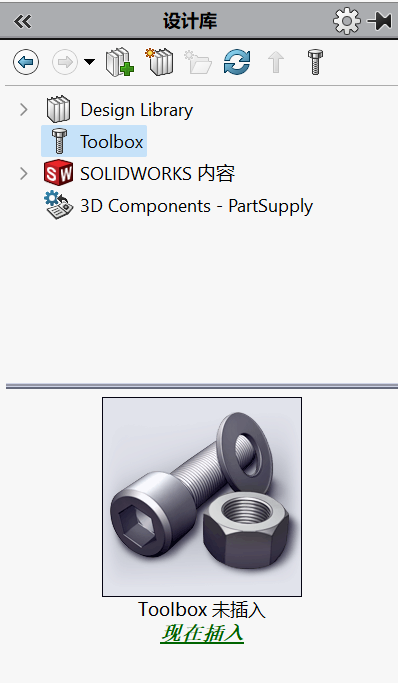 设计库
Design Library
Toolbox
SW SOLIDWORKS 内容
3D Components - PartSupply
Toolbox 未插入
现在插入